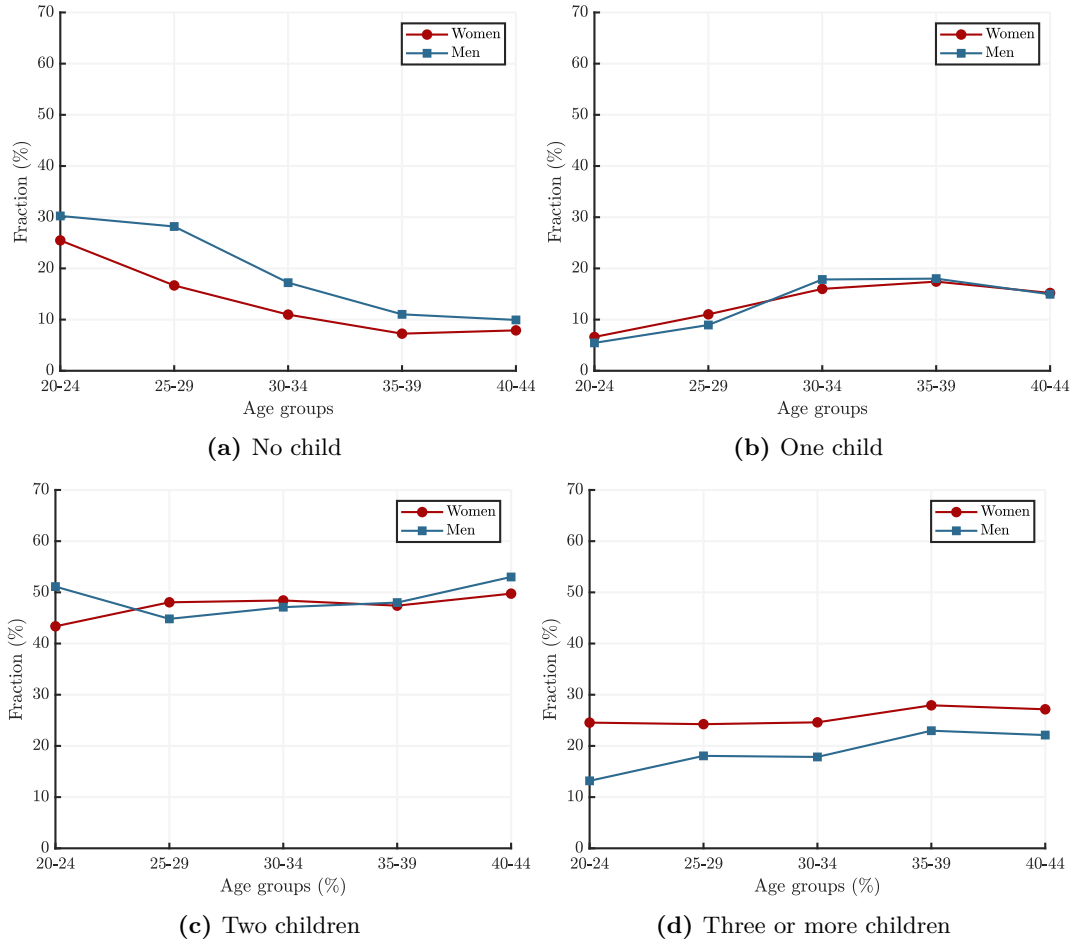 70
60
50
40
30
20
10
0
Fraction (%)
Women
Men
20-24 25-29 30-34 35-39 40-44
Age groups
(a) No child
70
60
50
40
30
20
10
0
Fraction (%)
Women
Men
20-24 25-29 30-34 35-39 40-44
Age groups
(b) One child
70
60
50
40
30
20
10
0
Fraction (%)
Women
Men
20-24 25-29 30-34 35-39 40-44
Age groups (%)
(c) Two children
70
60
50
40
30
20
10
0
Fraction (%)
Women
Men
20-24 25-29 30-34 35-39 40-44
Age groups (%)
(d) Three or more children